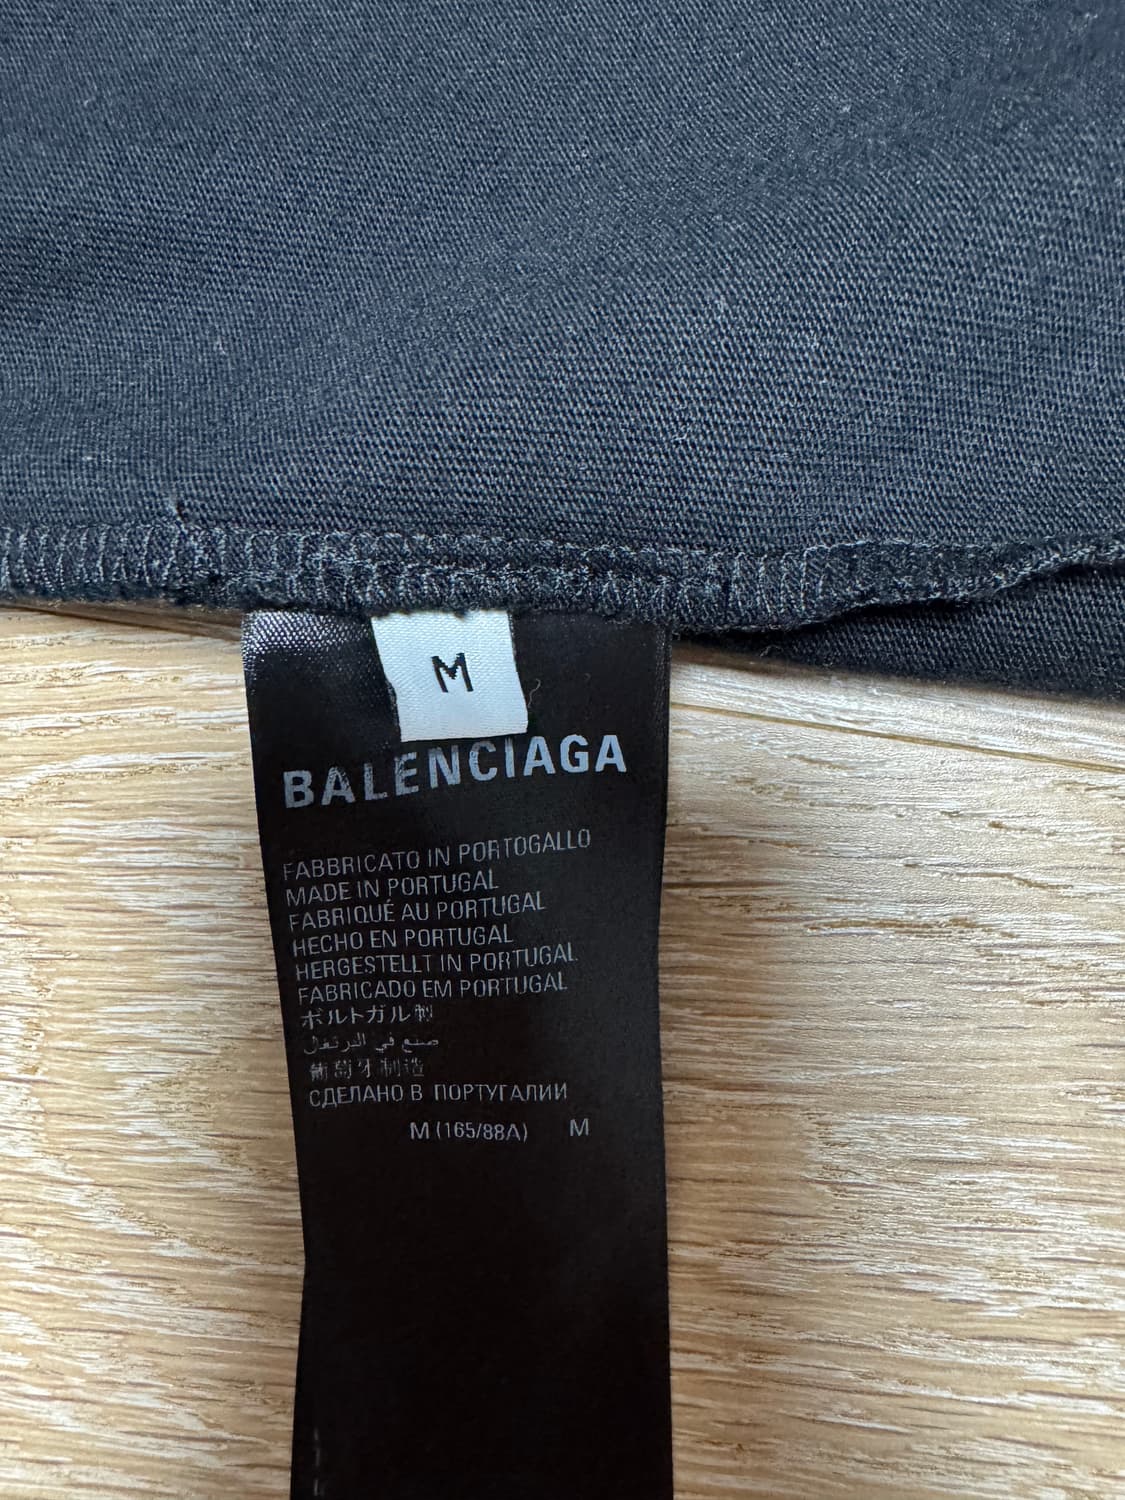 M
BALENCIAGA
FABBRICATO IN PORTOGALLO
MADE IN PORTUGAL
FABRIQUÉ AU PORTUGAL
HECHO EN PORTUGAL
HERGESTELLT IN PORTUGAL
FABRICADO EM PORTUGAL
ポルトガル製
صنع في البرتغال
葡萄牙制造
СДЕЛАНО В ПОРТУГАЛИИ
M (165/88A) M